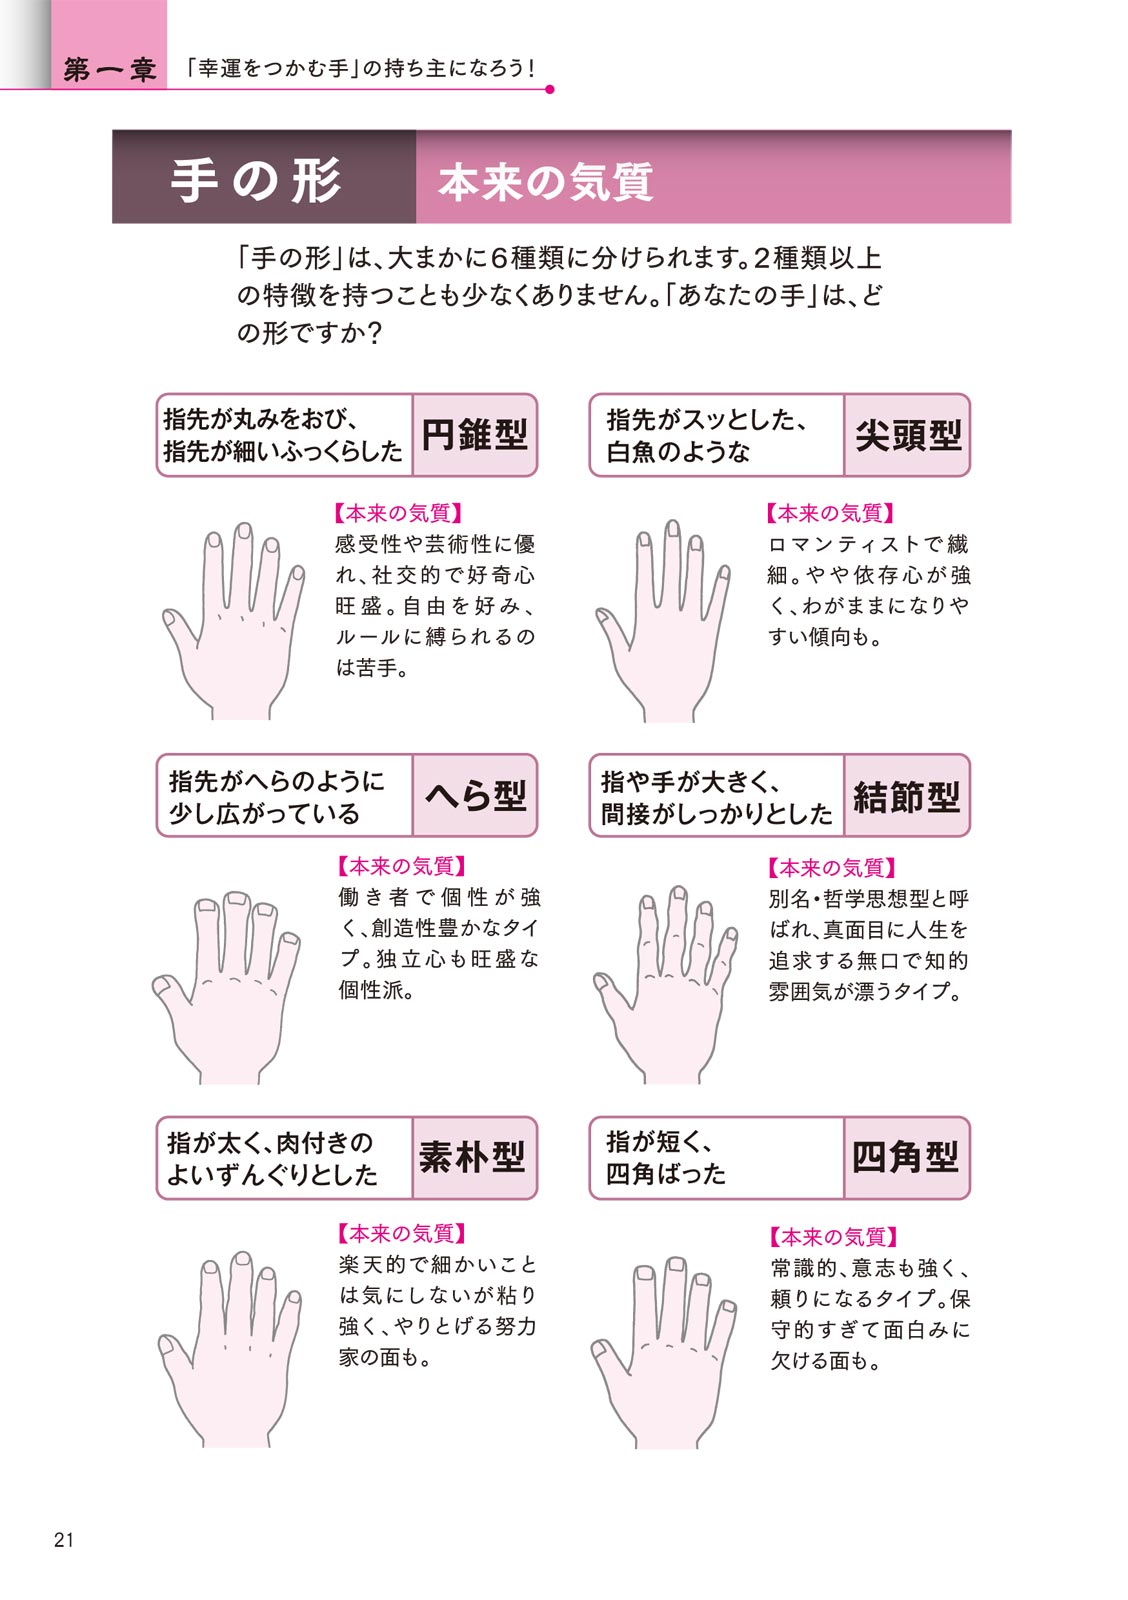 第一章 「幸運をつかむ手」の持ち主になろう！
手の形 本来の気質
「手の形」は、大まかに6種類に分けられます。2種類以上
の特徴を持つことも少なくありません。「あなたの手」は、ど
の形ですか？
指先が丸みをおび、
指先が細いふっくらした
円錐型
【本来の気質】
感受性や芸術性に優
れ、社交的で好奇心
旺盛。自由を好み、
ルールに縛られるの
は苦手。
指先がスッとした、
白魚のような
尖頭型
【本来の気質】
ロマンティストで繊
細。やや依存心が強
く、わがままになりや
すい傾向も。
指先がへらのように
少し広がっている
へら型
【本来の気質】
働き者で個性が強
く、創造性豊かなタイ
プ。独立心も旺盛な
個性派。
指や手が大きく、
間接がしっかりとした
結節型
【本来の気質】
別名・哲学思想型と呼
ばれ、真面目に人生を
追求する無口で知的
雰囲気が漂うタイプ。
指が太く、肉付きの
よいずんぐりとした
素朴型
【本来の気質】
楽天的で細かいこと
は気にしないが粘り
強く、やりとげる努力
家の面も。
指が短く、
四角ばった
四角型
【本来の気質】
常識的、意志も強く、
頼りになるタイプ。保
守的すぎて面白みに
欠ける面も。
21